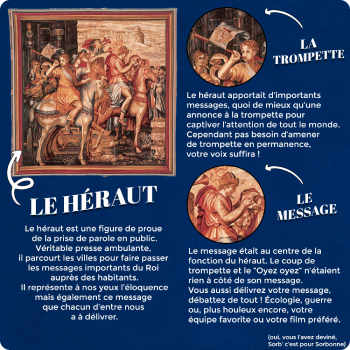 LA
TROMPETTE
Le héraut apportait d'importants
messages, quoi de mieux qu'une
annonce à la trompette pour
captiver l'attention de tout le monde.
Cependant pas besoin d'amener
de trompette en permanence,
votre voix suffira !
LE HÉRAUT
Le héraut est une figure de proue
de la prise de parole en public.
Véritable presse ambulante,
il parcourt les villes pour faire passer
les messages importants du Roi
auprès des habitants.
Il représente à nos yeux l'éloquence
mais également ce message
que chacun d'entre nous
a à délivrer.
LE
MESSAGE
Le message était au centre de la
fonction du héraut. Le coup de
trompette et le "Oyez oyez" n'étaient
rien à côté de son message.
Vous aussi délivrez votre message,
débattez de tout ! Écologie, guerre
ou, plus houleux encore, votre
équipe favorite ou votre film préféré.
(oui, vous l'avez deviné,
Sorb' c'est pour Sorbonne)